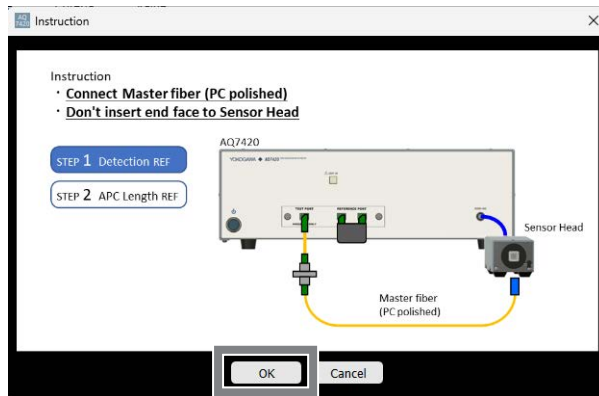 AQ
7420 Instruction
Instruction
・Connect Master fiber (PC polished)
・Don't insert end face to Sensor Head
STEP 1 Detection REF
STEP 2 APC Length REF
AQ7420
YOKOGAWA ◆ AQ7420
TEST PORT
REFERENCE PORT
Sensor Head
Master fiber
(PC polished)
OK
Cancel